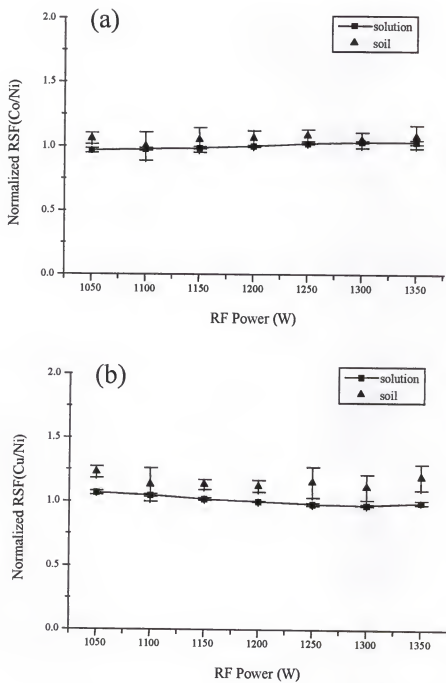 (a)
solution
soil
2.0
1.5
1.0
0.5
0.0
Normalized RSF(Co/Ni)
1050 1100 1150 1200 1250 1300 1350
RF Power (W)
(b)
solution
soil
2.0
1.5
1.0
0.5
0.0
Normalized RSF(Cu/Ni)
1050 1100 1150 1200 1250 1300 1350
RF Power (W)